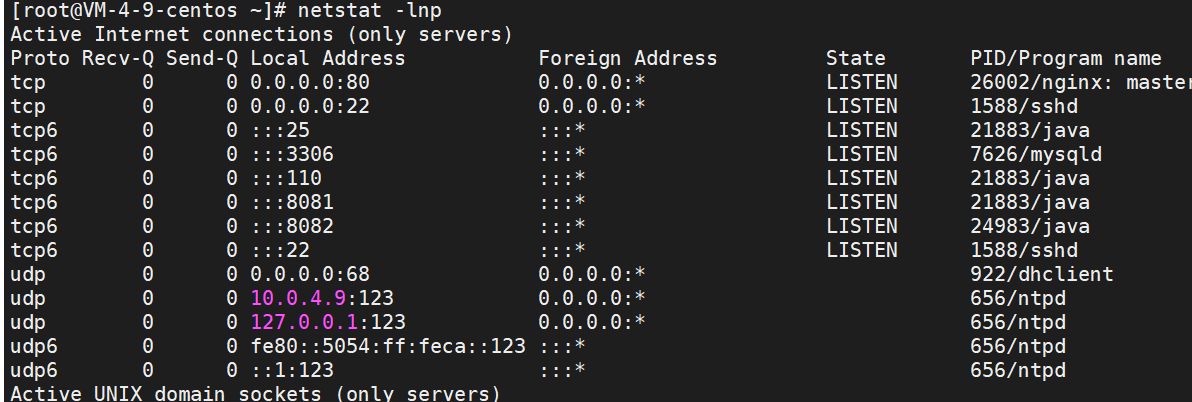 [root@VM-4-9-centos ~]# netstat -lnp
Active Internet connections (only servers)
Proto Recv-Q Send-Q Local Address           Foreign Address         State       PID/Program name
tcp        0      0 0.0.0.0:80              0.0.0.0:*               LISTEN      26002/nginx: master
tcp        0      0 0.0.0.0:22              0.0.0.0:*               LISTEN      1588/sshd
tcp6       0      0 :::25                   :::*                    LISTEN      21883/java
tcp6       0      0 :::3306                 :::*                    LISTEN      7626/mysqld
tcp6       0      0 :::110                  :::*                    LISTEN      21883/java
tcp6       0      0 :::8081                 :::*                    LISTEN      21883/java
tcp6       0      0 :::8082                 :::*                    LISTEN      24983/java
tcp6       0      0 :::22                   :::*                    LISTEN      1588/sshd
udp        0      0 0.0.0.0:68              0.0.0.0:*                           922/dhclient
udp        0      0 10.0.4.9:123            0.0.0.0:*                           656/ntpd
udp        0      0 127.0.0.1:123           0.0.0.0:*                           656/ntpd
udp6       0      0 fe80::5054:ff:feca::123 :::*                                656/ntpd
udp6       0      0 ::1:123                 :::*                                656/ntpd
Active UNIX domain sockets (only servers)